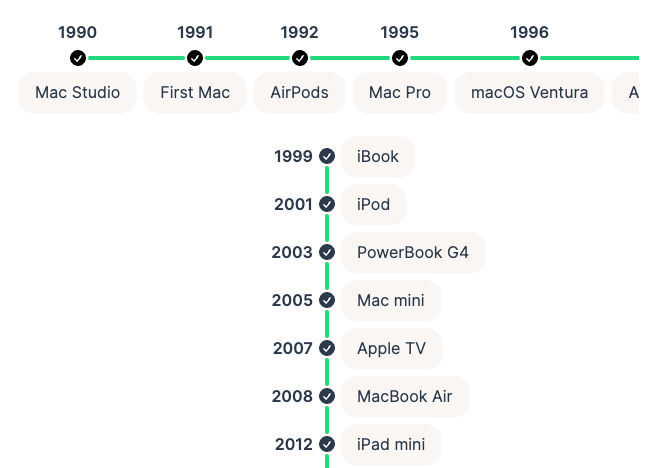 1990 1991 1992 1995 1996
Mac Studio First Mac AirPods Mac Pro macOS Ventura A
1999 iBook
2001 iPod
2003 PowerBook G4
2005 Mac mini
2007 Apple TV
2008 MacBook Air
2012 iPad mini